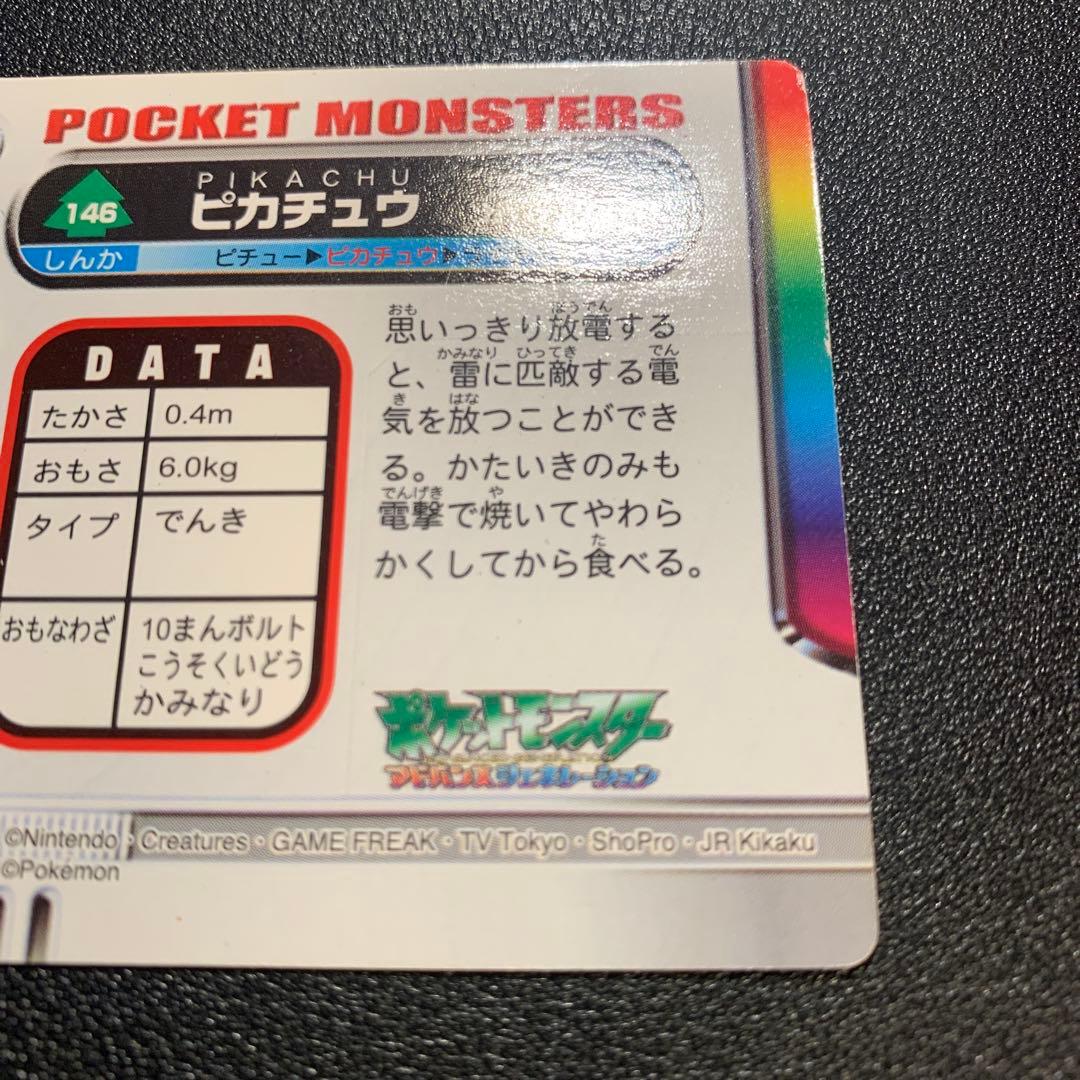 POCKET MONSTERS
146
PIKACHU
ピカチュウ
しんか
ピチュー▶ピカチュウ▶
DATA
たかさ 0.4m
おもさ 6.0kg
タイプ でんき
おもなわざ 10まんボルト
こうそくいどう
かみなり
思いっきり放電する
と、雷に匹敵する電
気を放つことができ
る。かたいきのみも
電撃で焼いてやわら
かくしてから食べる。
ポケットモンスター
アドバンスジェネレーション
©Nintendo・Creatures・GAME FREAK・TV Tokyo・ShoPro・JR Kikaku
©Pokémon